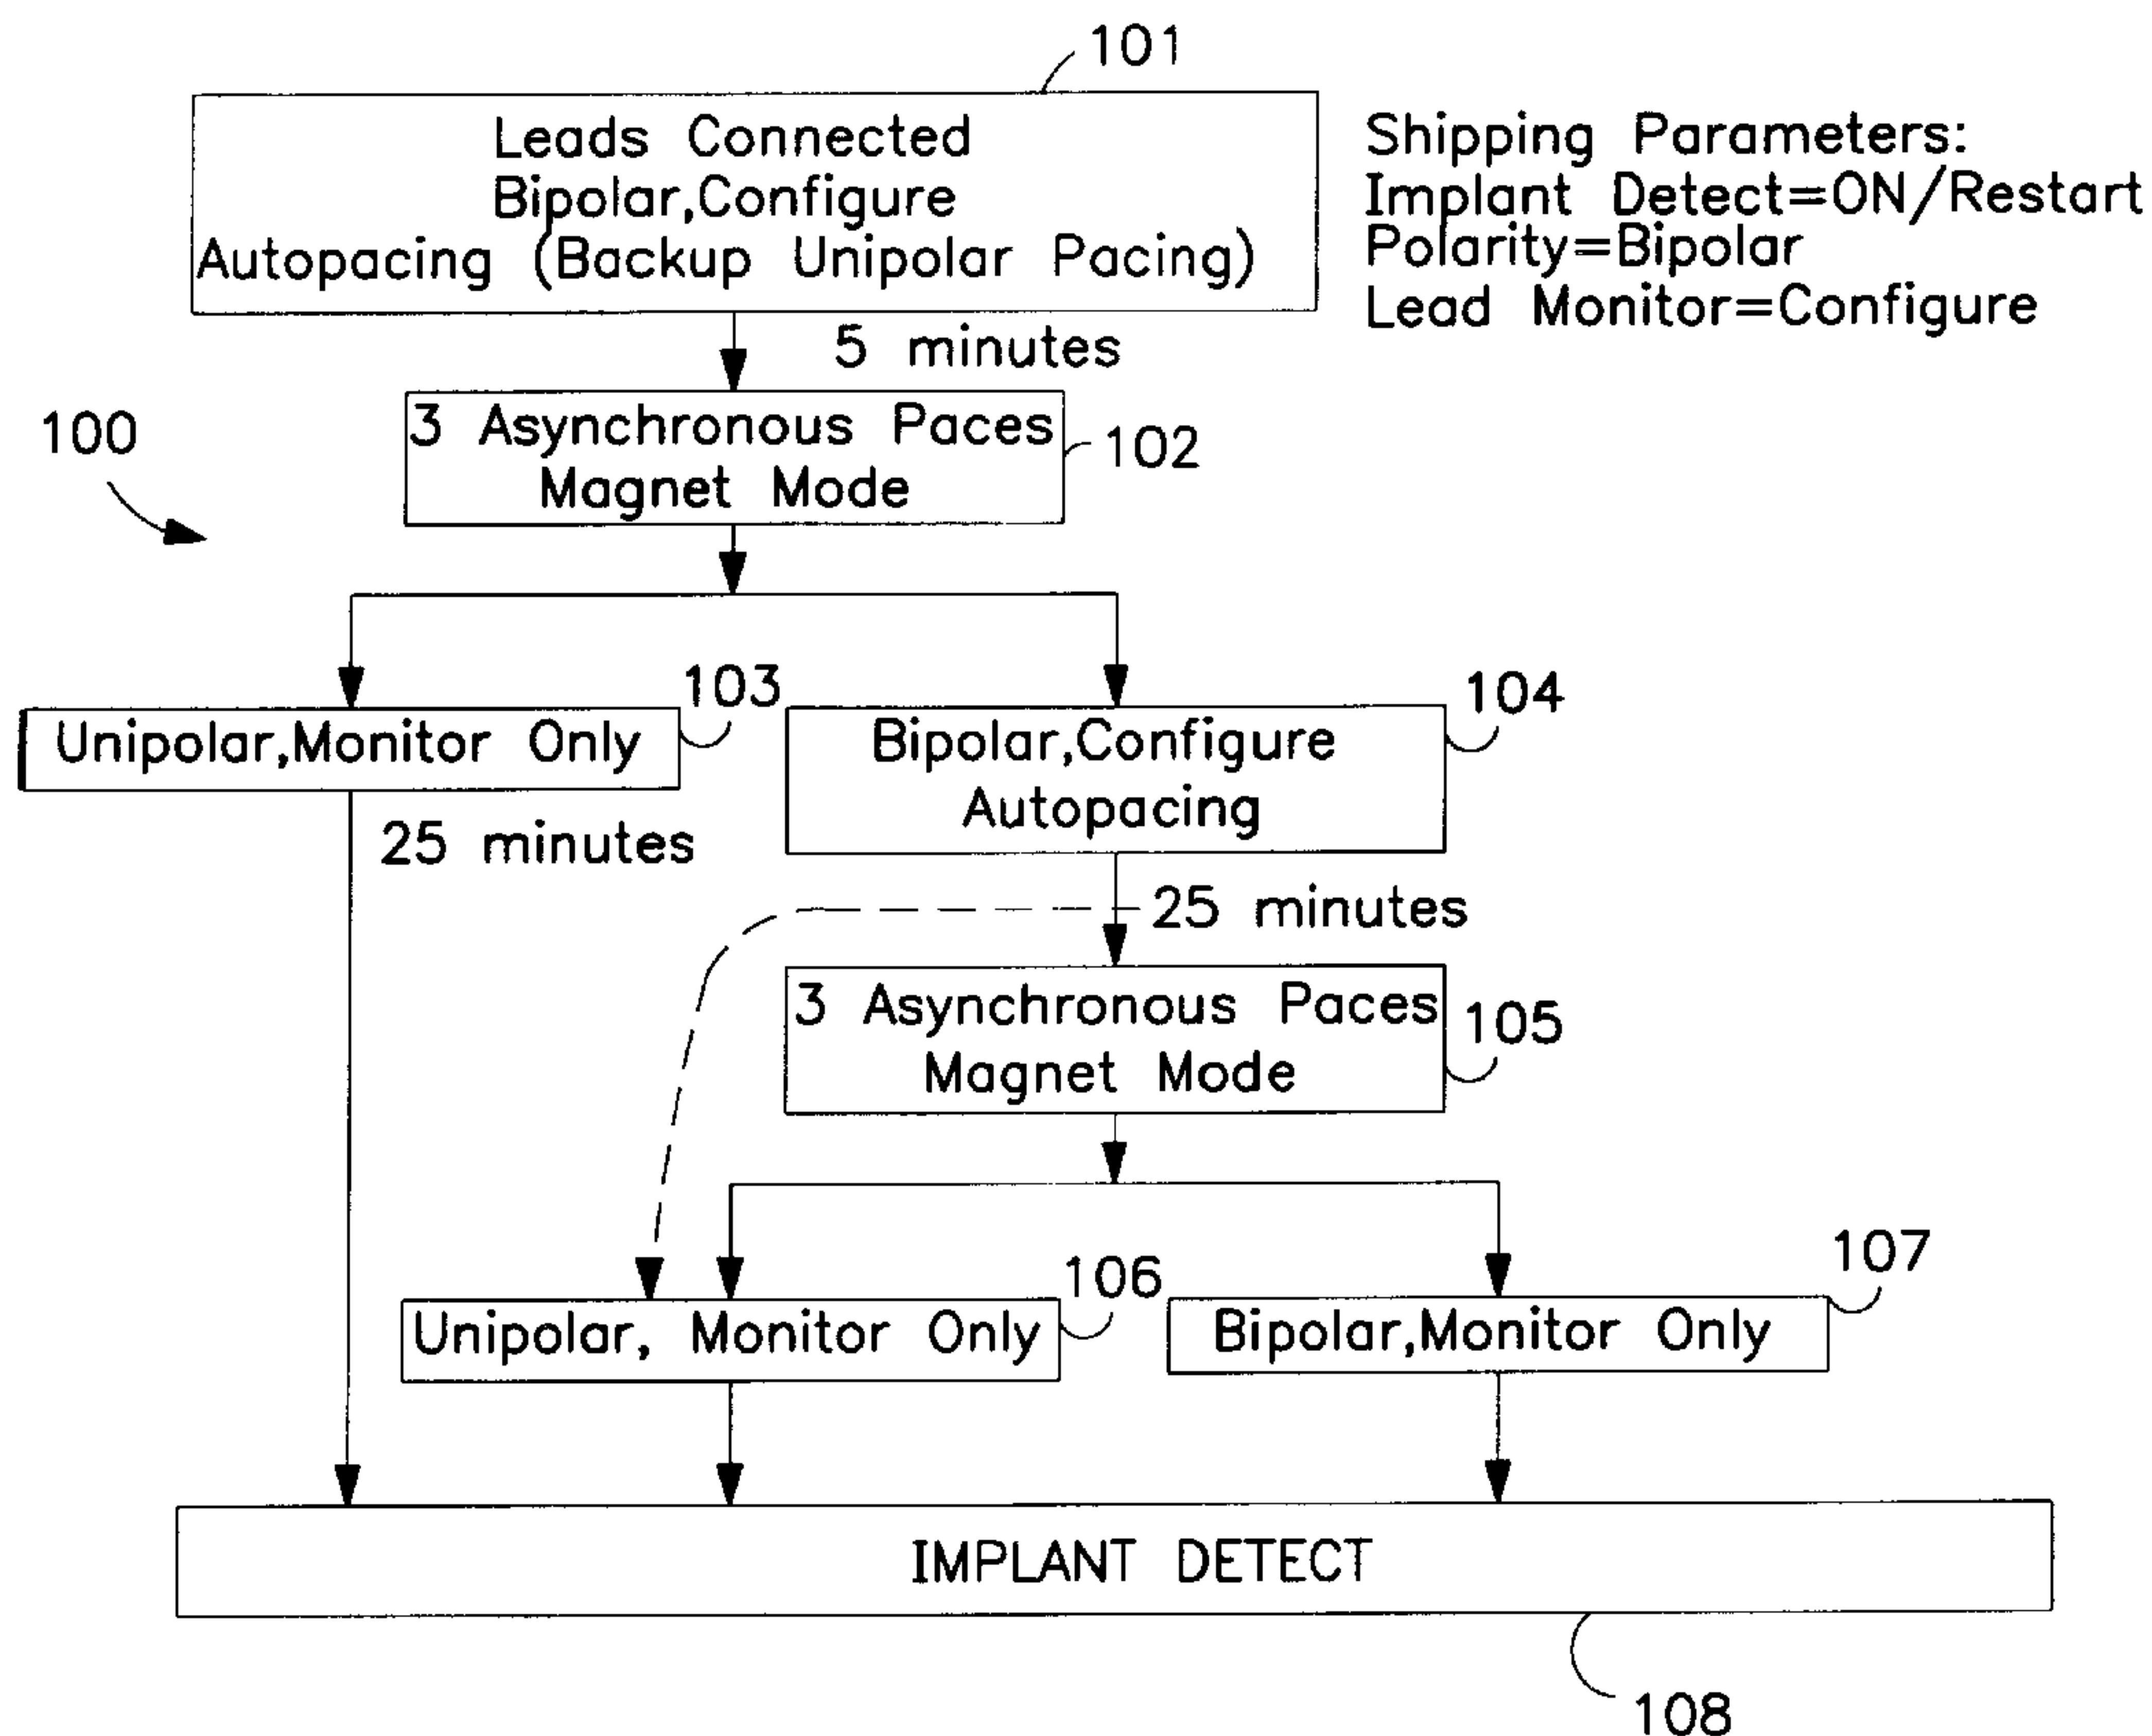 101
Leads Connected
Bipolar,Configure
Autopacing (Backup Unipolar Pacing)
Shipping Parameters:
Implant Detect=ON/Restart
Polarity=Bipolar
Lead Monitor=Configure
5 minutes
100
3 Asynchronous Paces
Magnet Mode
102
103
Unipolar,Monitor Only
104
Bipolar,Configure
Autopacing
25 minutes
25 minutes
3 Asynchronous Paces
Magnet Mode
105
106
Unipolar, Monitor Only
107
Bipolar,Monitor Only
IMPLANT DETECT
108